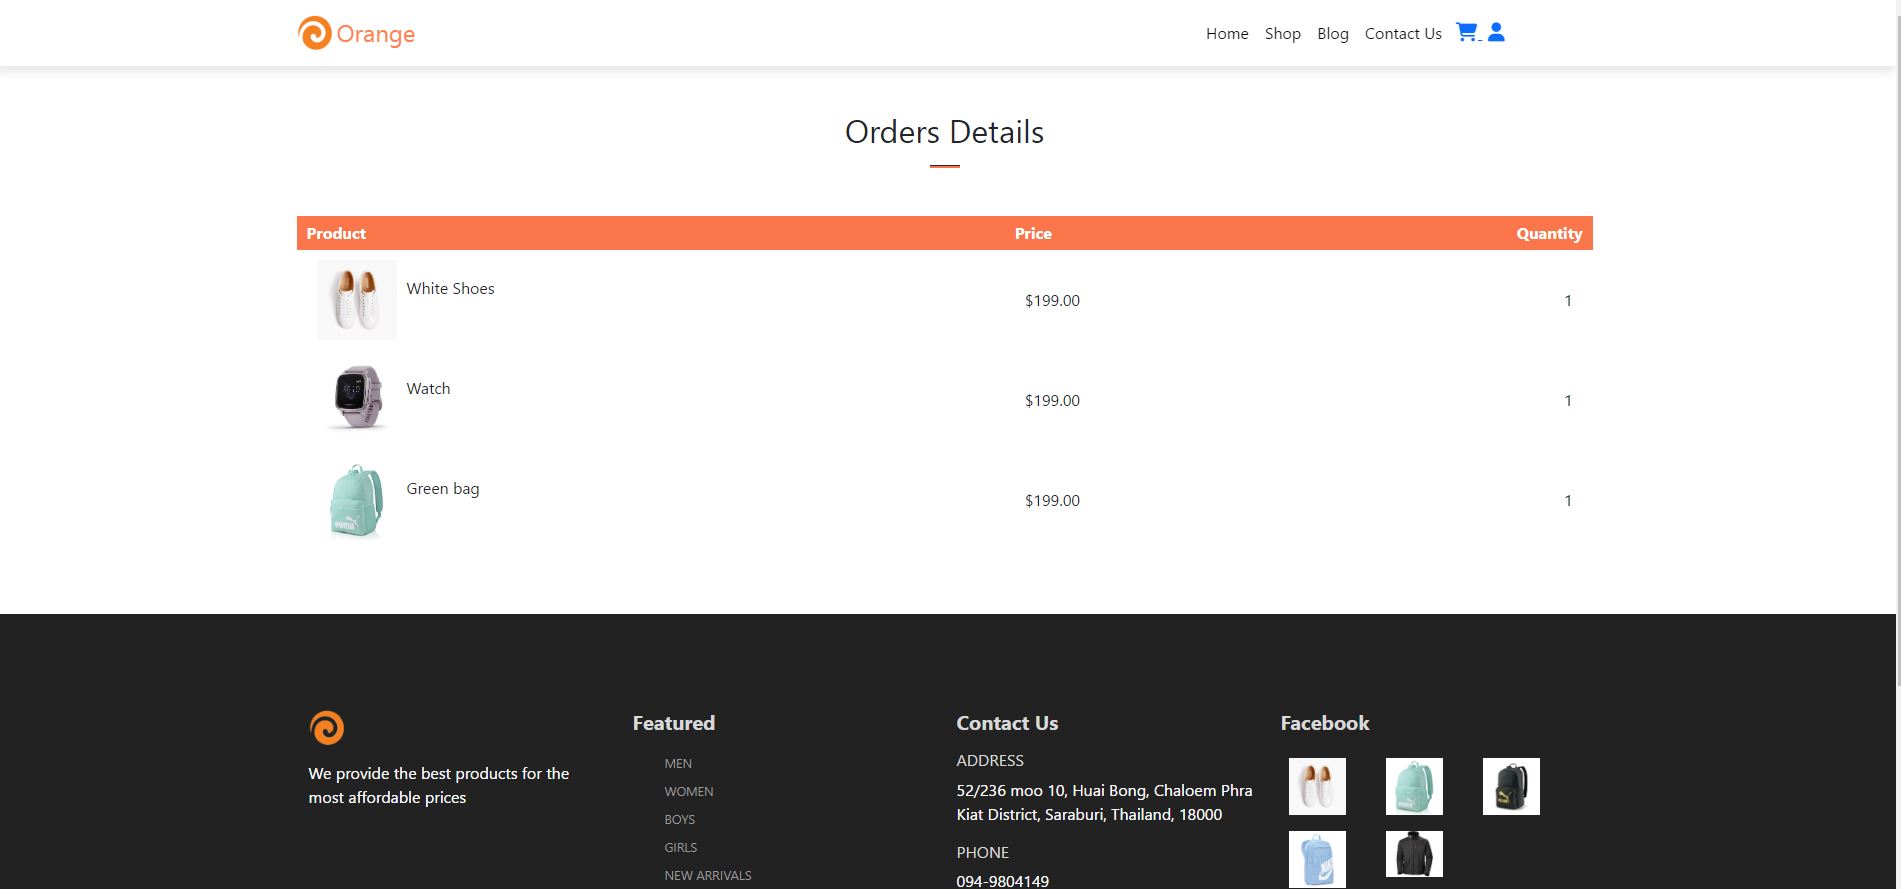 Orange
Home Shop Blog Contact Us
Orders Details
Product Price Quantity
White Shoes
$199.00 1
Watch
$199.00 1
Green bag
$199.00 1
We provide the best products for the
most affordable prices
Featured
MEN
WOMEN
BOYS
GIRLS
NEW ARRIVALS
Contact Us
ADDRESS
52/236 moo 10, Huai Bong, Chaloem Phra
Kiat District, Saraburi, Thailand, 18000
PHONE
094-9804149
Facebook